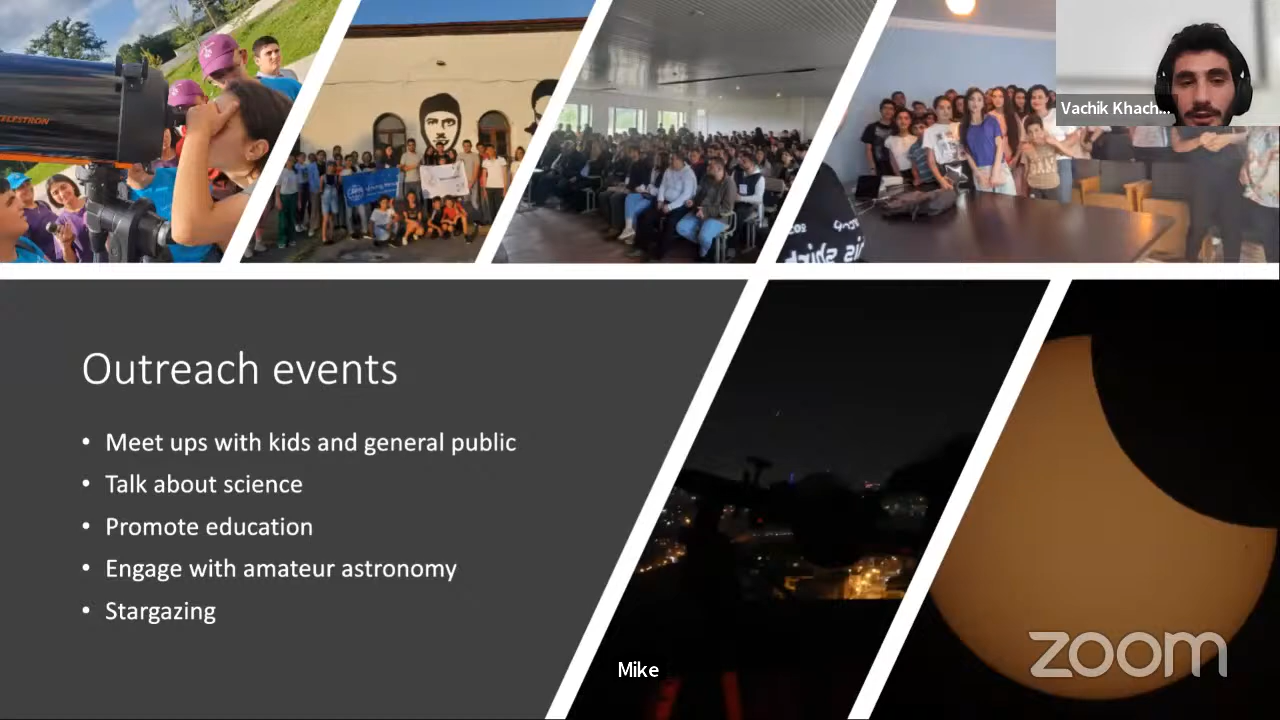 CELESTRON
Vachik Khach...
Outreach events
• Meet ups with kids and general public
• Talk about science
• Promote education
• Engage with amateur astronomy
• Stargazing
Mike
zoom